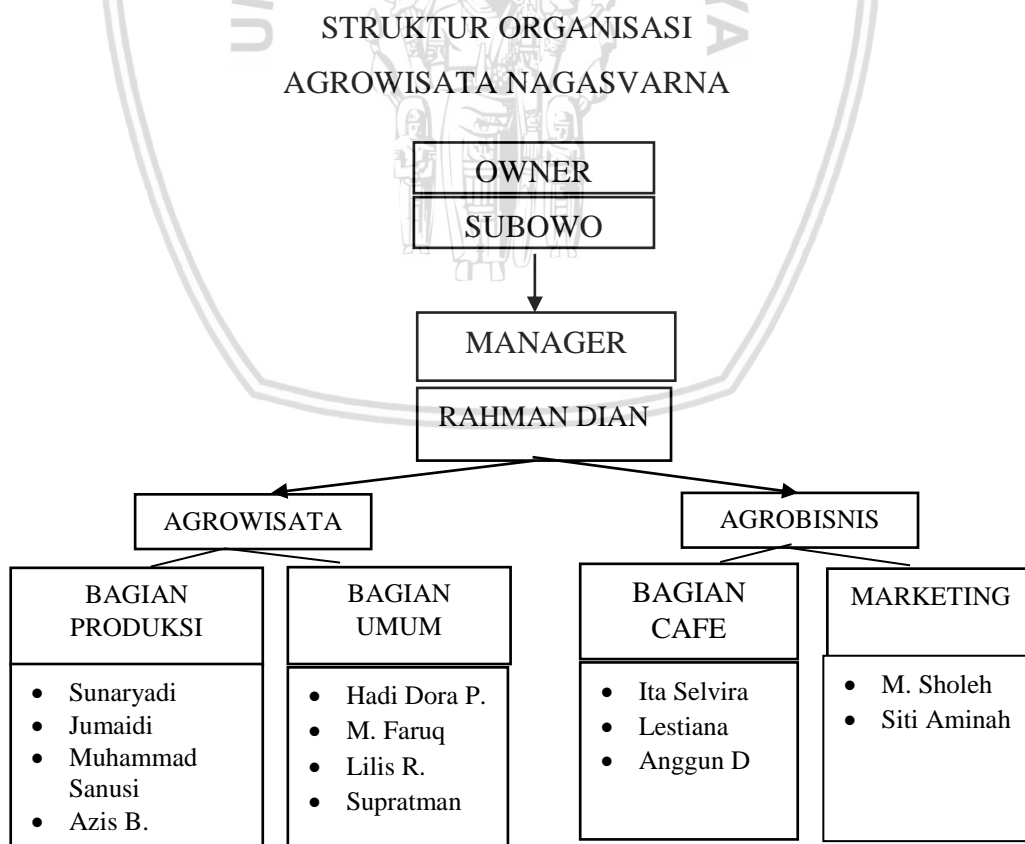 STRUKTUR ORGANISASI
AGROWISATA NAGASVARNA
OWNER
SUBOWO
MANAGER
RAHMAN DIAN
AGROWISATA
AGROBISNIS
BAGIAN
PRODUKSI
• Sunaryadi
• Jumaidi
• Muhammad
Sanusi
• Azis B.
BAGIAN
UMUM
• Hadi Dora P.
• M. Faruq
• Lilis R.
• Supratman
BAGIAN
CAFE
• Ita Selvira
• Lestiana
• Anggun D
MARKETING
• M. Sholeh
• Siti Aminah